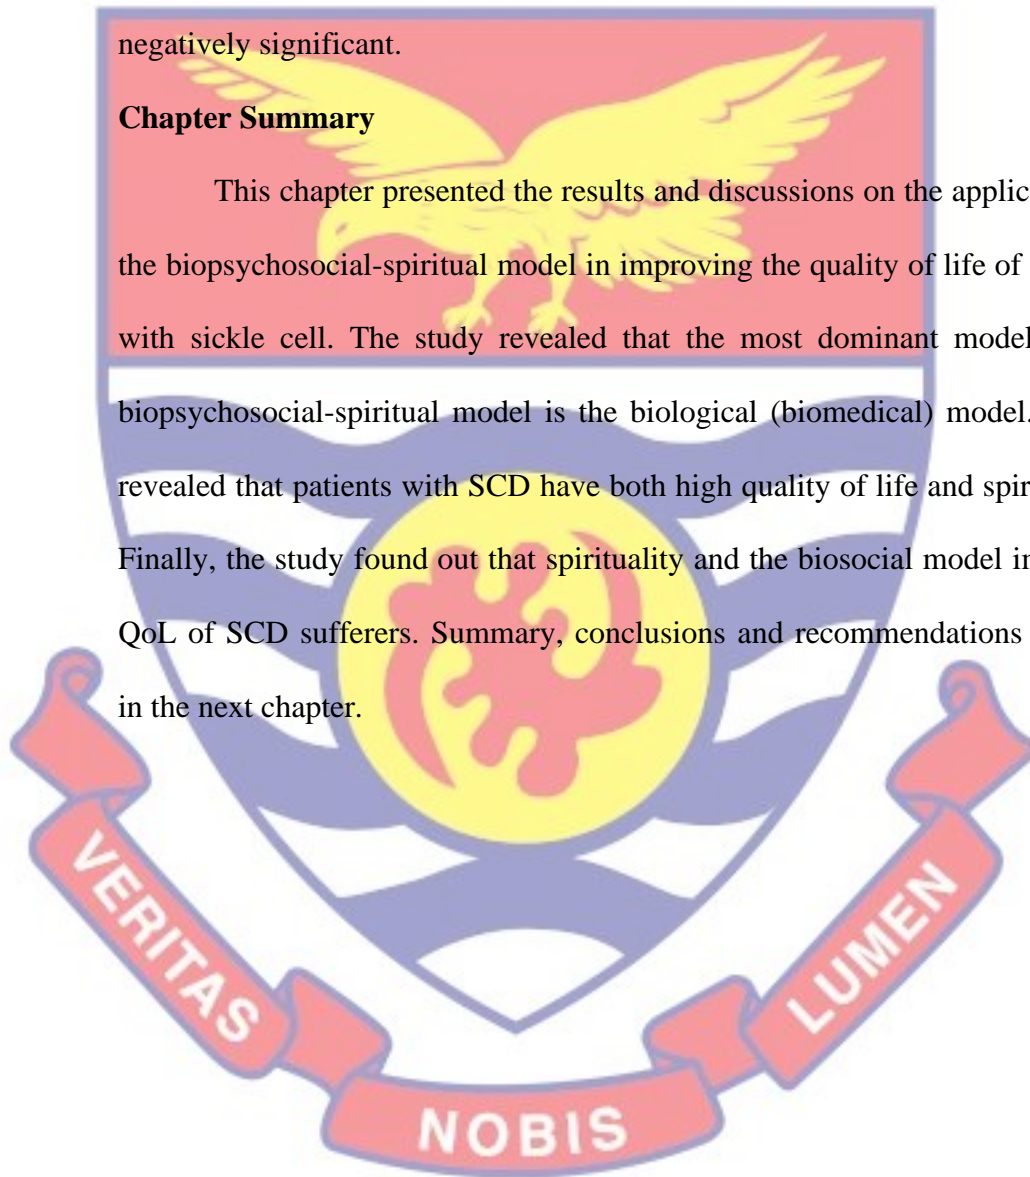 negatively significant.
Chapter Summary
This chapter presented the results and discussions on the applic
the biopsychosocial-spiritual model in improving the quality of life of
with sickle cell. The study revealed that the most dominant model
biopsychosocial-spiritual model is the biological (biomedical) model.
revealed that patients with SCD have both high quality of life and spir
Finally, the study found out that spirituality and the biosocial model in
QoL of SCD sufferers. Summary, conclusions and recommendations
in the next chapter.
VERITAS
NOBIS
LUMEN